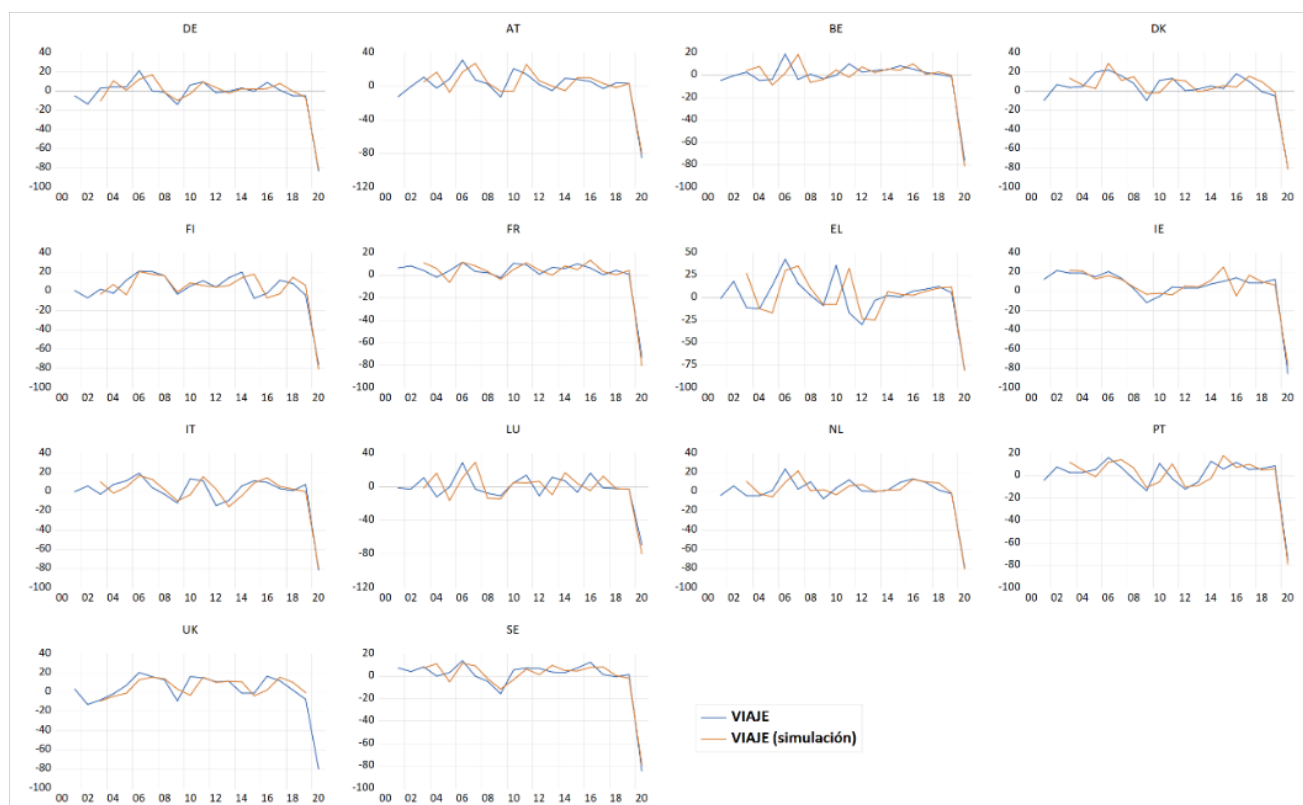 DE AT BE DK
40 40 20 40
20 0 20
0 0 -20 0
-20 -40 -20
-40 -40 -40
-60 -80 -60 -60
-80 -80 -80
-100 -120 -100 -100
00 02 04 06 08 10 12 14 16 18 20 00 02 04 06 08 10 12 14 16 18 20 00 02 04 06 08 10 12 14 16 18 20 00 02 04 06 08 10 12 14 16 18 20
FI FR EL IE
40 20 50 40
20 0 25 20
0 -20 0 0
-20 -20
-40 -40 -25 -40
-60 -60 -50 -60
-80 -80 -75 -80
-100 -100 -100 -100
00 02 04 06 08 10 12 14 16 18 20 00 02 04 06 08 10 12 14 16 18 20 00 02 04 06 08 10 12 14 16 18 20 00 02 04 06 08 10 12 14 16 18 20
IT LU NL PT
40 40 40 20
20 20 0
0 0 0 -20
-20 -40 -20
-40 -40 -40
-60 -80 -60 -60
-80 -80 -80
-100 -120 -100 -100
00 02 04 06 08 10 12 14 16 18 20 00 02 04 06 08 10 12 14 16 18 20 00 02 04 06 08 10 12 14 16 18 20 00 02 04 06 08 10 12 14 16 18 20
UK SE
40 20
20 0
0 -20
-20
-40 -40
-60 -60
-80 -80
-100 -100
00 02 04 06 08 10 12 14 16 18 20 00 02 04 06 08 10 12 14 16 18 20
VIAJE
VIAJE (simulación)